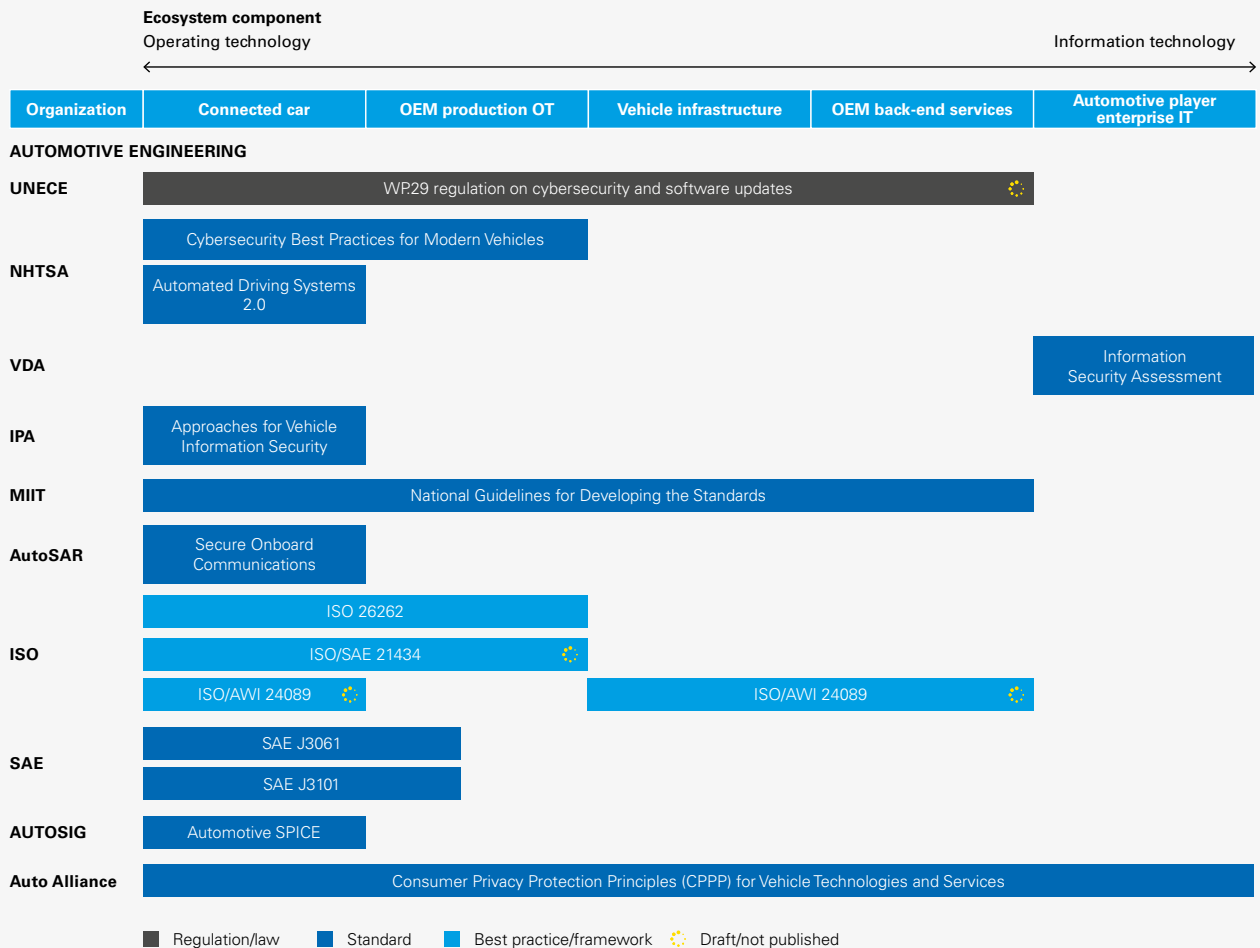 Ecosystem component
Operating technology
Information technology
Organization
Connected car
OEM production OT
Vehicle infrastructure
OEM back-end services
Automotive player
enterprise IT
AUTOMOTIVE ENGINEERING
UNECE
WP.29 regulation on cybersecurity and software updates
NHTSA
Cybersecurity Best Practices for Modern Vehicles
Automated Driving Systems
2.0
VDA
Information
Security Assessment
IPA
Approaches for Vehicle
Information Security
MIIT
National Guidelines for Developing the Standards
AutoSAR
Secure Onboard
Communications
ISO
ISO 26262
ISO/SAE 21434
ISO/AWI 24089
ISO/AWI 24089
SAE
SAE J3061
SAE J3101
AUTOSIG
Automotive SPICE
Auto Alliance
Consumer Privacy Protection Principles (CPPP) for Vehicle Technologies and Services
Regulation/law
Standard
Best practice/framework
Draft/not published